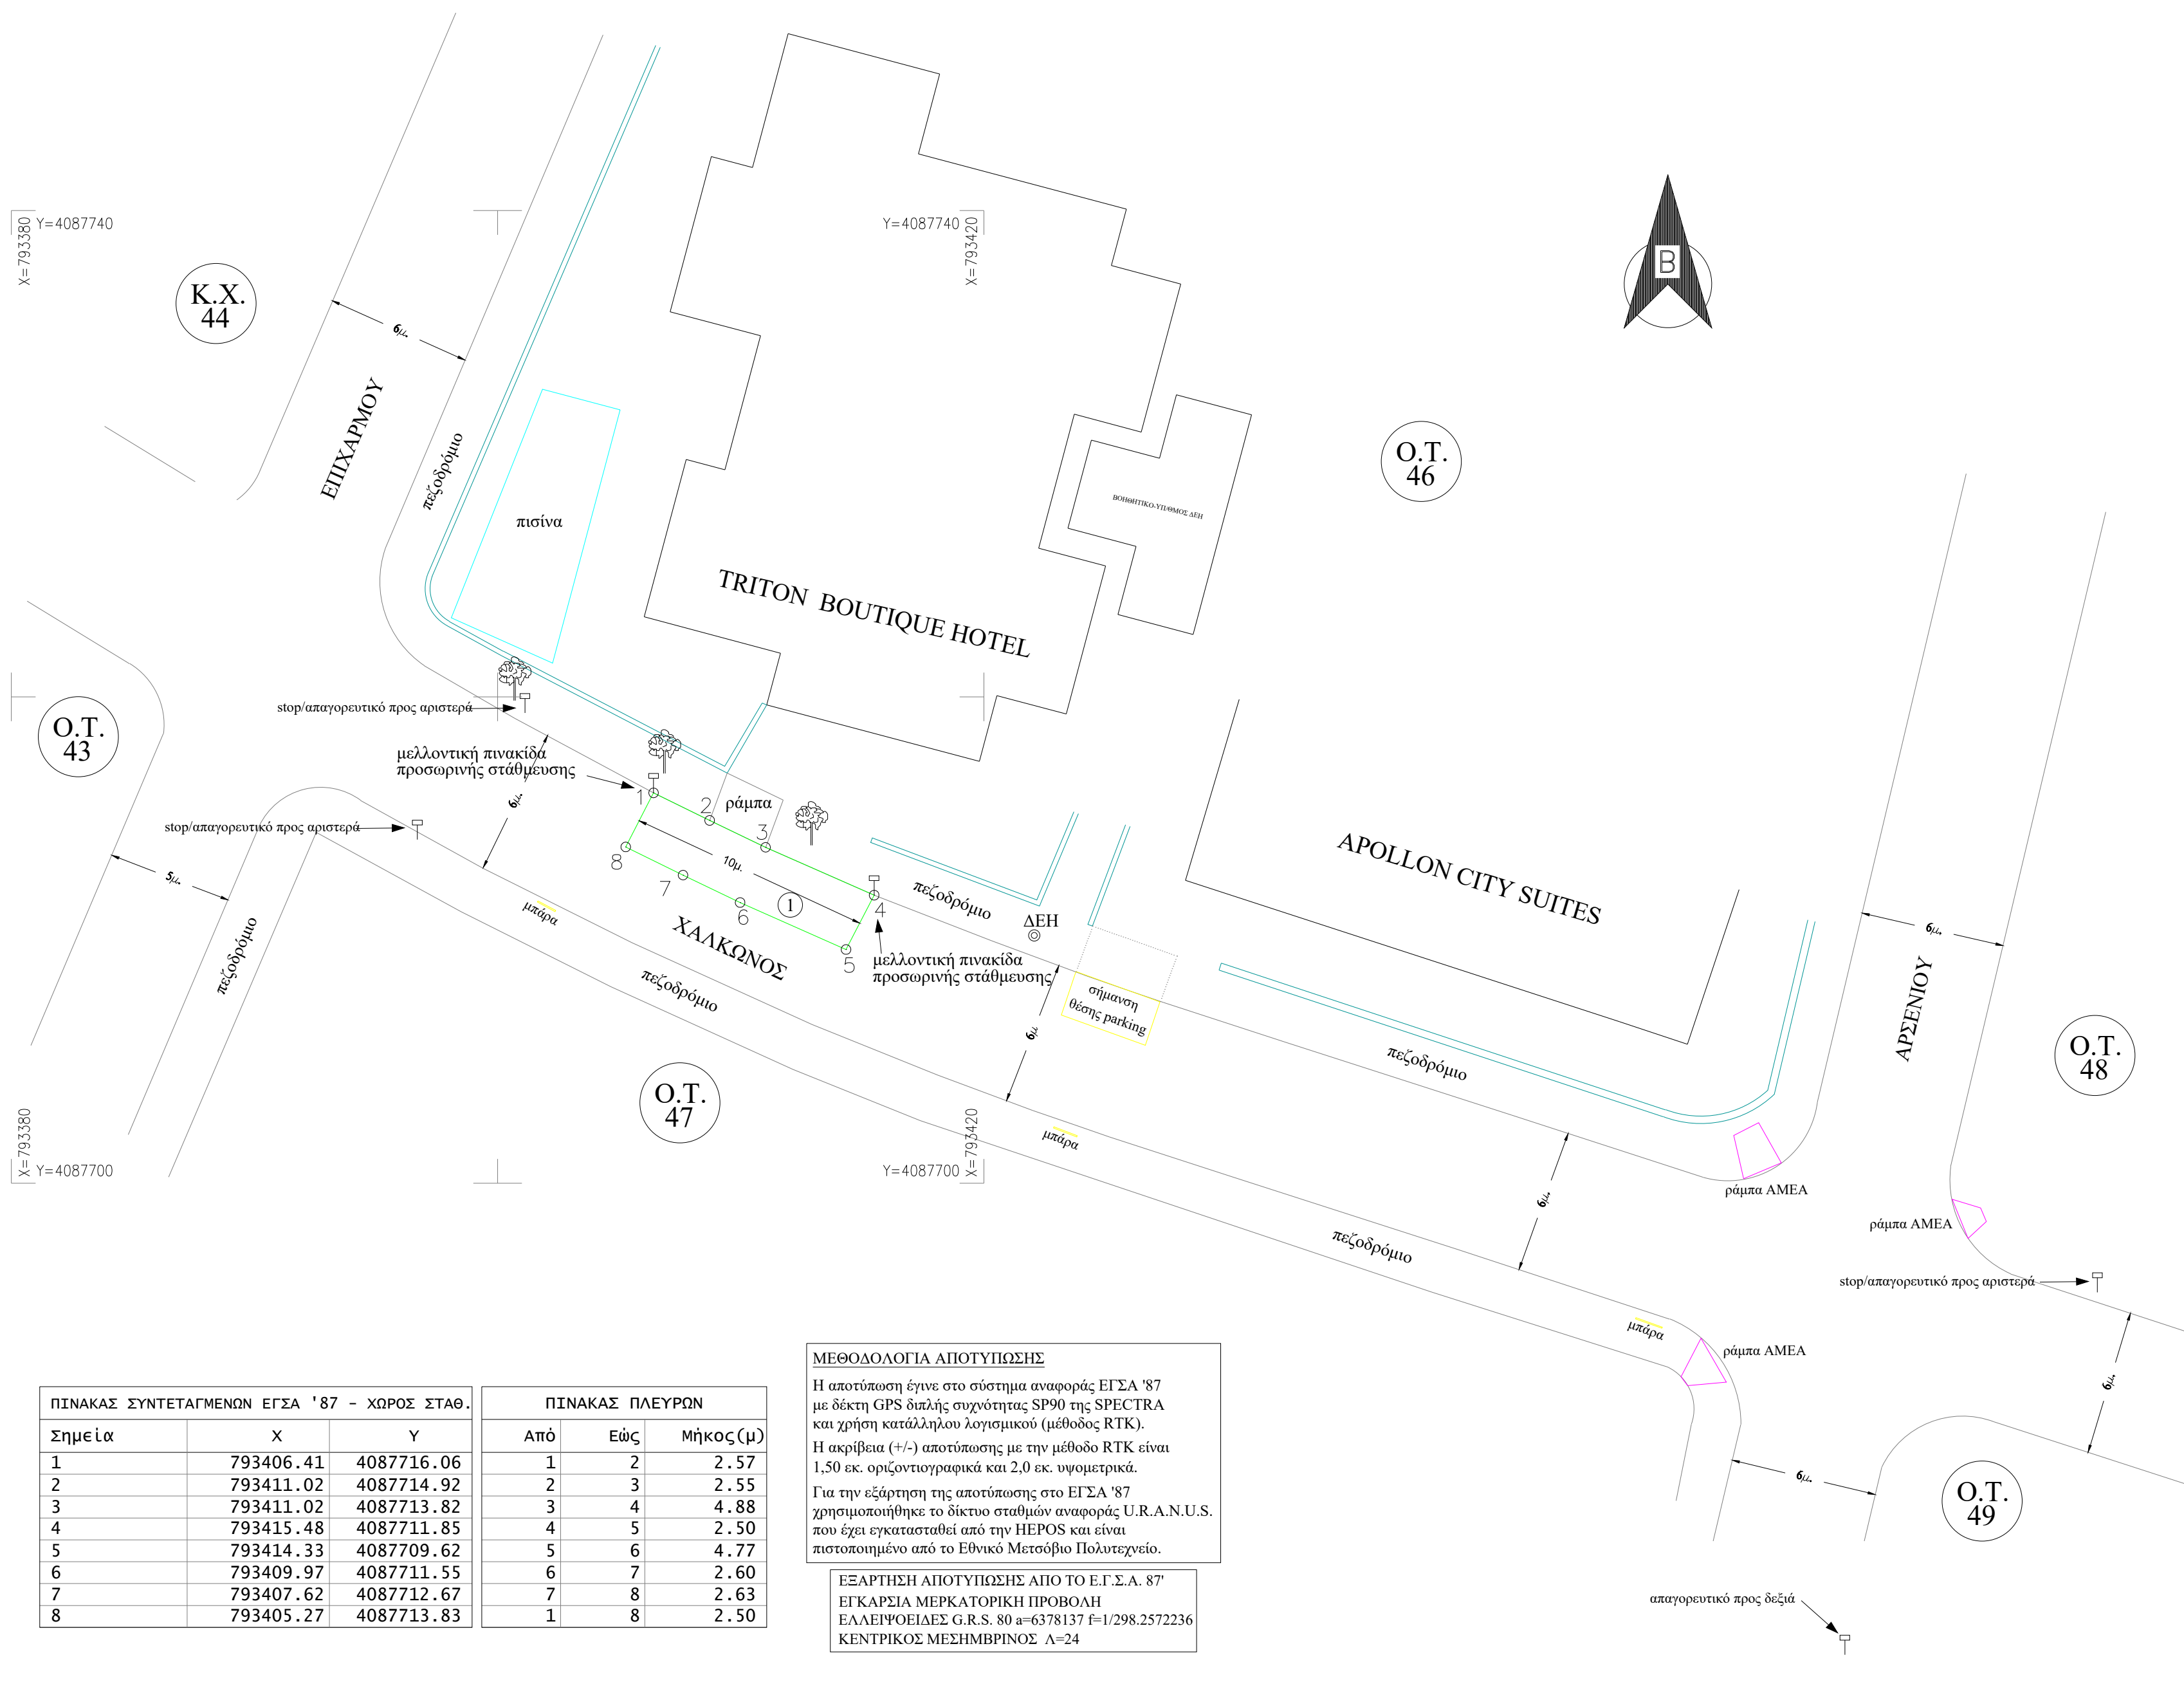 Y=4087740
X=793380
Y=4087740
X=793420
B
K.X.
44
6μ.
ΕΠΙΧΑΡΜΟΥ
πεζοδρόμιο
πισίνα
O.T.
46
ΒΟΗΘΗΤΙΚΟ-ΥΠ/ΘΜΟΣ ΔΕΗ
TRITON BOUTIQUE HOTEL
stop/απαγορευτικό προς αριστερά
O.T.
43
μελλοντική πινακίδα
προσωρινής στάθμευσης
6μ.
1
2
ράμπα
3
stop/απαγορευτικό προς αριστερά
8
10μ.
7
6
1
4
5
5μ.
μπάρα
πεζοδρόμιο
ΧΑΛΚΩΝΟΣ
πεζοδρόμιο
ΔΕΗ
APOLLON CITY SUITES
μελλοντική πινακίδα
προσωρινής στάθμευσης
πεζοδρόμιο
σήμανση
θέσης parking
6μ.
6μ.
ΑΡΣΕΝΙΟΥ
πεζοδρόμιο
O.T.
48
O.T.
47
X=793380
Y=4087700
X=793420
Y=4087700
μπάρα
6μ.
ράμπα ΑΜΕΑ
ράμπα ΑΜΕΑ
πεζοδρόμιο
stop/απαγορευτικό προς αριστερά
μπάρα
ράμπα ΑΜΕΑ
6μ.
6μ.
O.T.
49
απαγορευτικό προς δεξιά
ΠΙΝΑΚΑΣ ΣΥΝΤΕΤΑΓΜΕΝΩΝ ΕΓΣΑ '87 - ΧΩΡΟΣ ΣΤΑΘ.
Σημεία X Y
1 793406.41 4087716.06
2 793411.02 4087714.92
3 793411.02 4087713.82
4 793415.48 4087711.85
5 793414.33 4087709.62
6 793409.97 4087711.55
7 793407.62 4087712.67
8 793405.27 4087713.83
ΠΙΝΑΚΑΣ ΠΛΕΥΡΩΝ
Από Εώς Μήκος(μ)
1 2 2.57
2 3 2.55
3 4 4.88
4 5 2.50
5 6 4.77
6 7 2.60
7 8 2.63
1 8 2.50
ΜΕΘΟΔΟΛΟΓΙΑ ΑΠΟΤΥΠΩΣΗΣ
Η αποτύπωση έγινε στο σύστημα αναφοράς ΕΓΣΑ '87
με δέκτη GPS διπλής συχνότητας SP90 της SPECTRA
και χρήση κατάλληλου λογισμικού (μέθοδος RTK).
Η ακρίβεια (+/-) αποτύπωσης με την μέθοδο RTK είναι
1,50 εκ. οριζοντιογραφικά και 2,0 εκ. υψομετρικά.
Για την εξάρτηση της αποτύπωσης στο ΕΓΣΑ '87
χρησιμοποιήθηκε το δίκτυο σταθμών αναφοράς U.R.A.N.U.S.
που έχει εγκατασταθεί από την HEPOS και είναι
πιστοποιημένο από το Εθνικό Μετσόβιο Πολυτεχνείο.
ΕΞΑΡΤΗΣΗ ΑΠΟΤΥΠΩΣΗΣ ΑΠΟ ΤΟ Ε.Γ.Σ.Α. 87'
ΕΓΚΑΡΣΙΑ ΜΕΡΚΑΤΟΡΙΚΗ ΠΡΟΒΟΛΗ
ΕΛΛΕΙΨΟΕΙΔΕΣ G.R.S. 80 a=6378137 f=1/298.2572236
ΚΕΝΤΡΙΚΟΣ ΜΕΣΗΜΒΡΙΝΟΣ Λ=24